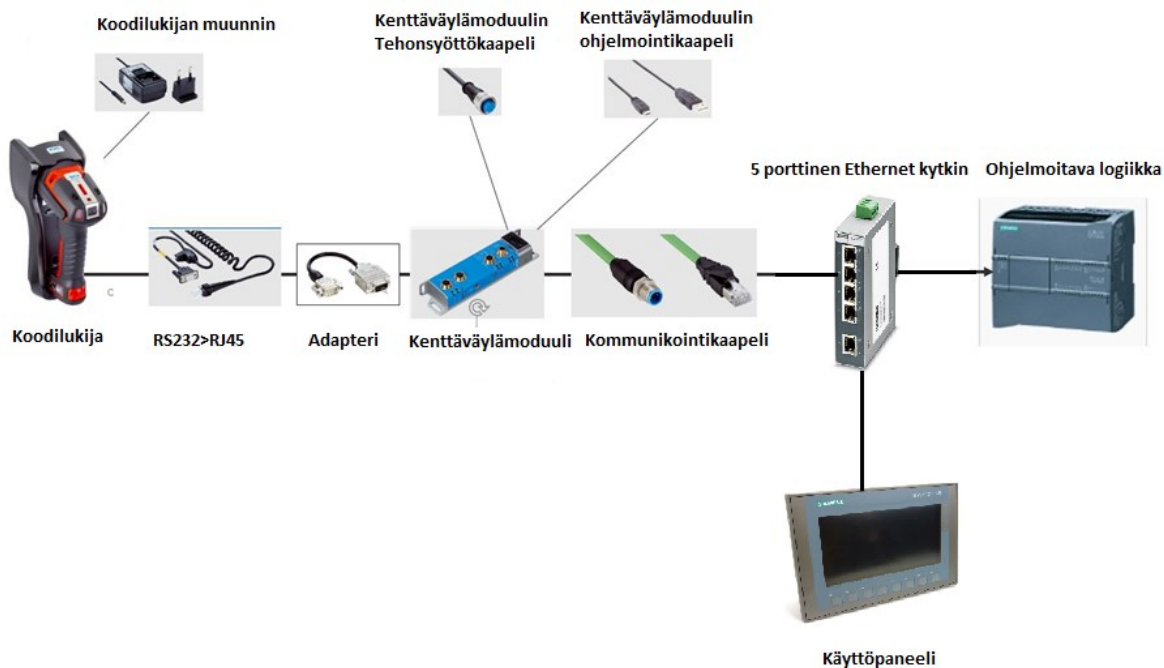 Koodilukijan muunnin
Kenttäväylämoduulin
Tehonsyöttökaapeli
Kenttäväylämoduulin
ohjelmointikaapeli
5 porttinen Ethernet kytkin
Ohjelmoitava logiikka
Koodilukija
RS232>RJ45
Adapteri
Kenttäväylämoduuli
Kommunikointikaapeli
SIEMENS
Käyttöpaneeli